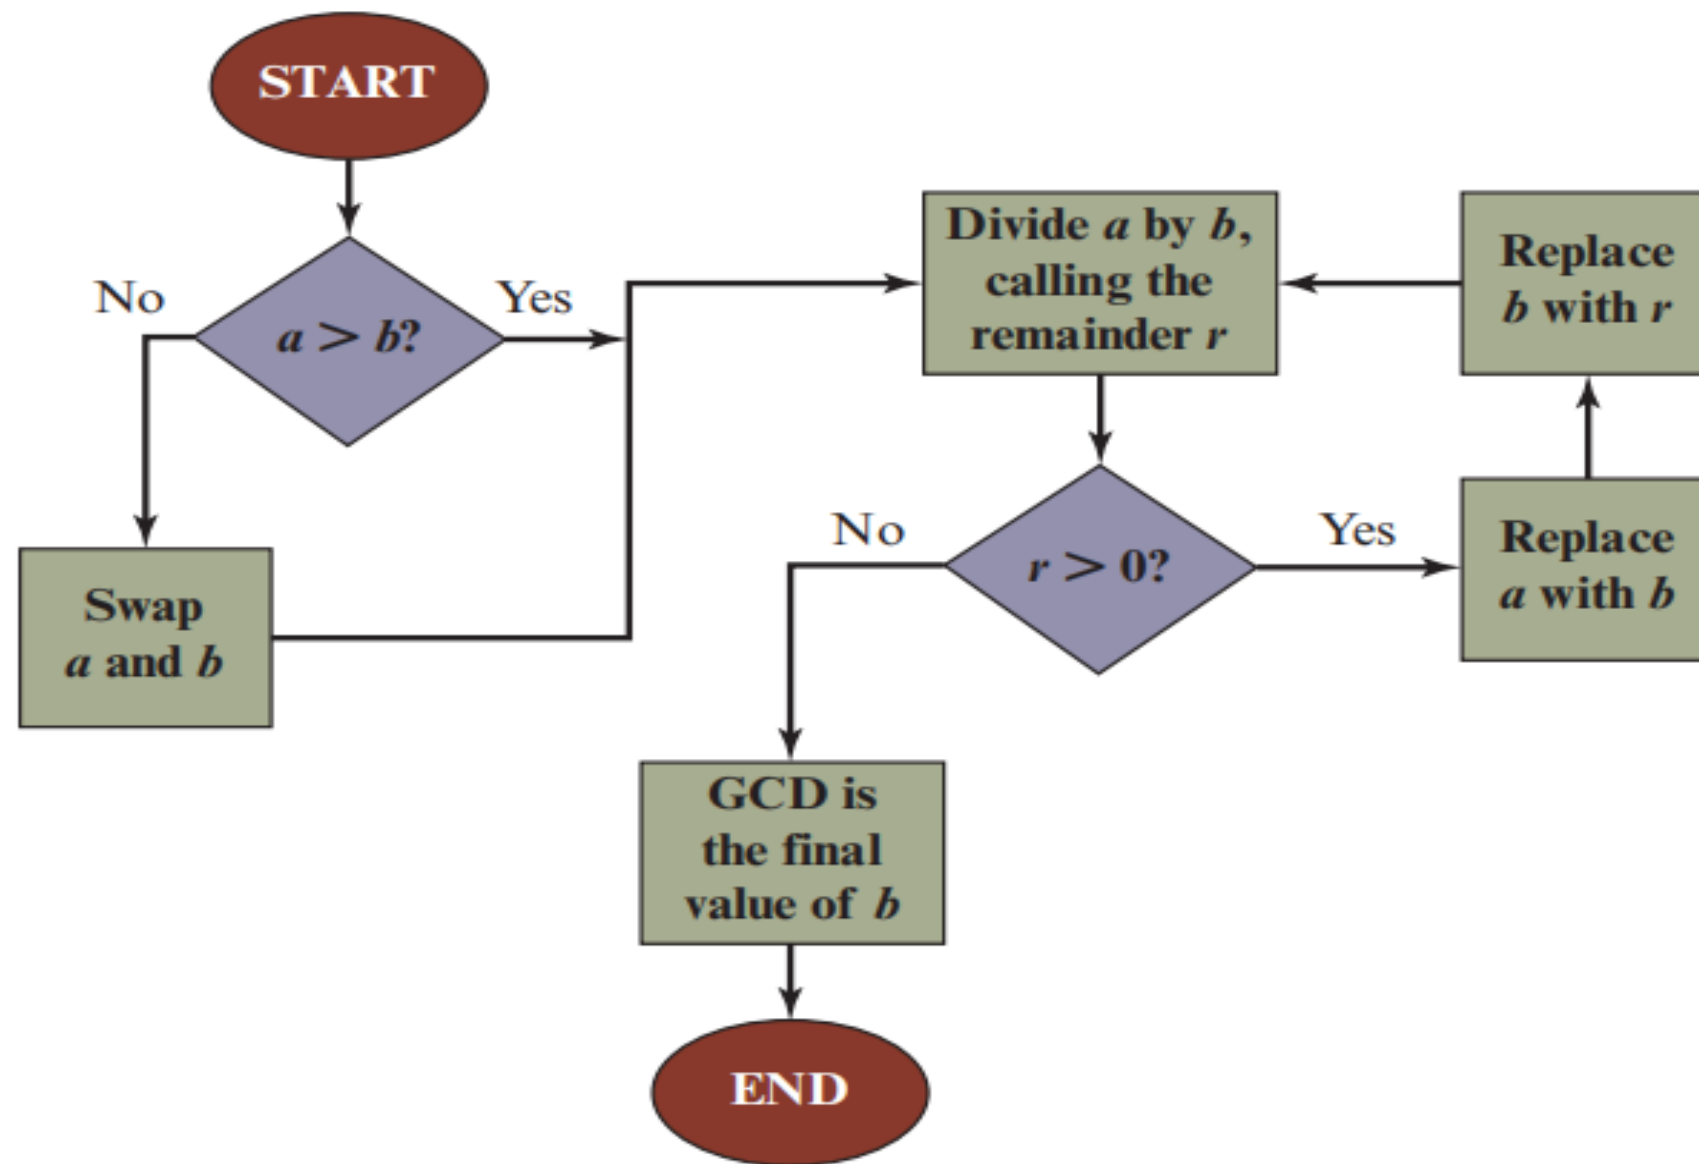 START
No
Yes
a > b?
Swap
a and b
Divide a by b,
calling the
remainder r
Replace
b with r
No
Yes
r > 0?
Replace
a with b
GCD is
the final
value of b
END